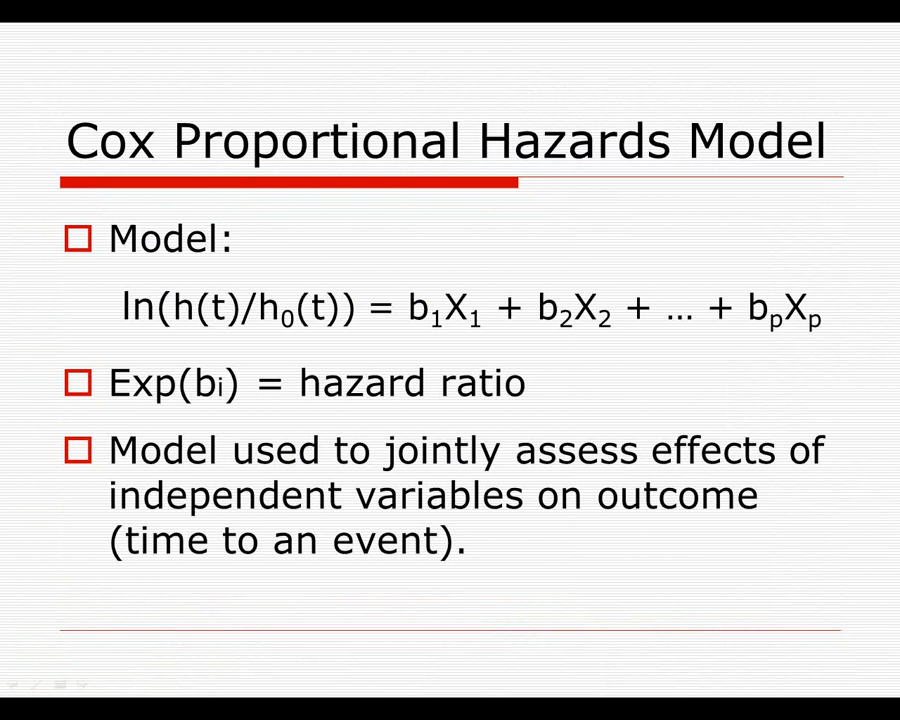 Cox Proportional Hazards Model
Model:
ln(h(t)/h₀(t)) = b₁X₁ + b₂X₂ + … + bₚXₚ
Exp(bi) = hazard ratio
Model used to jointly assess effects of
independent variables on outcome
(time to an event).